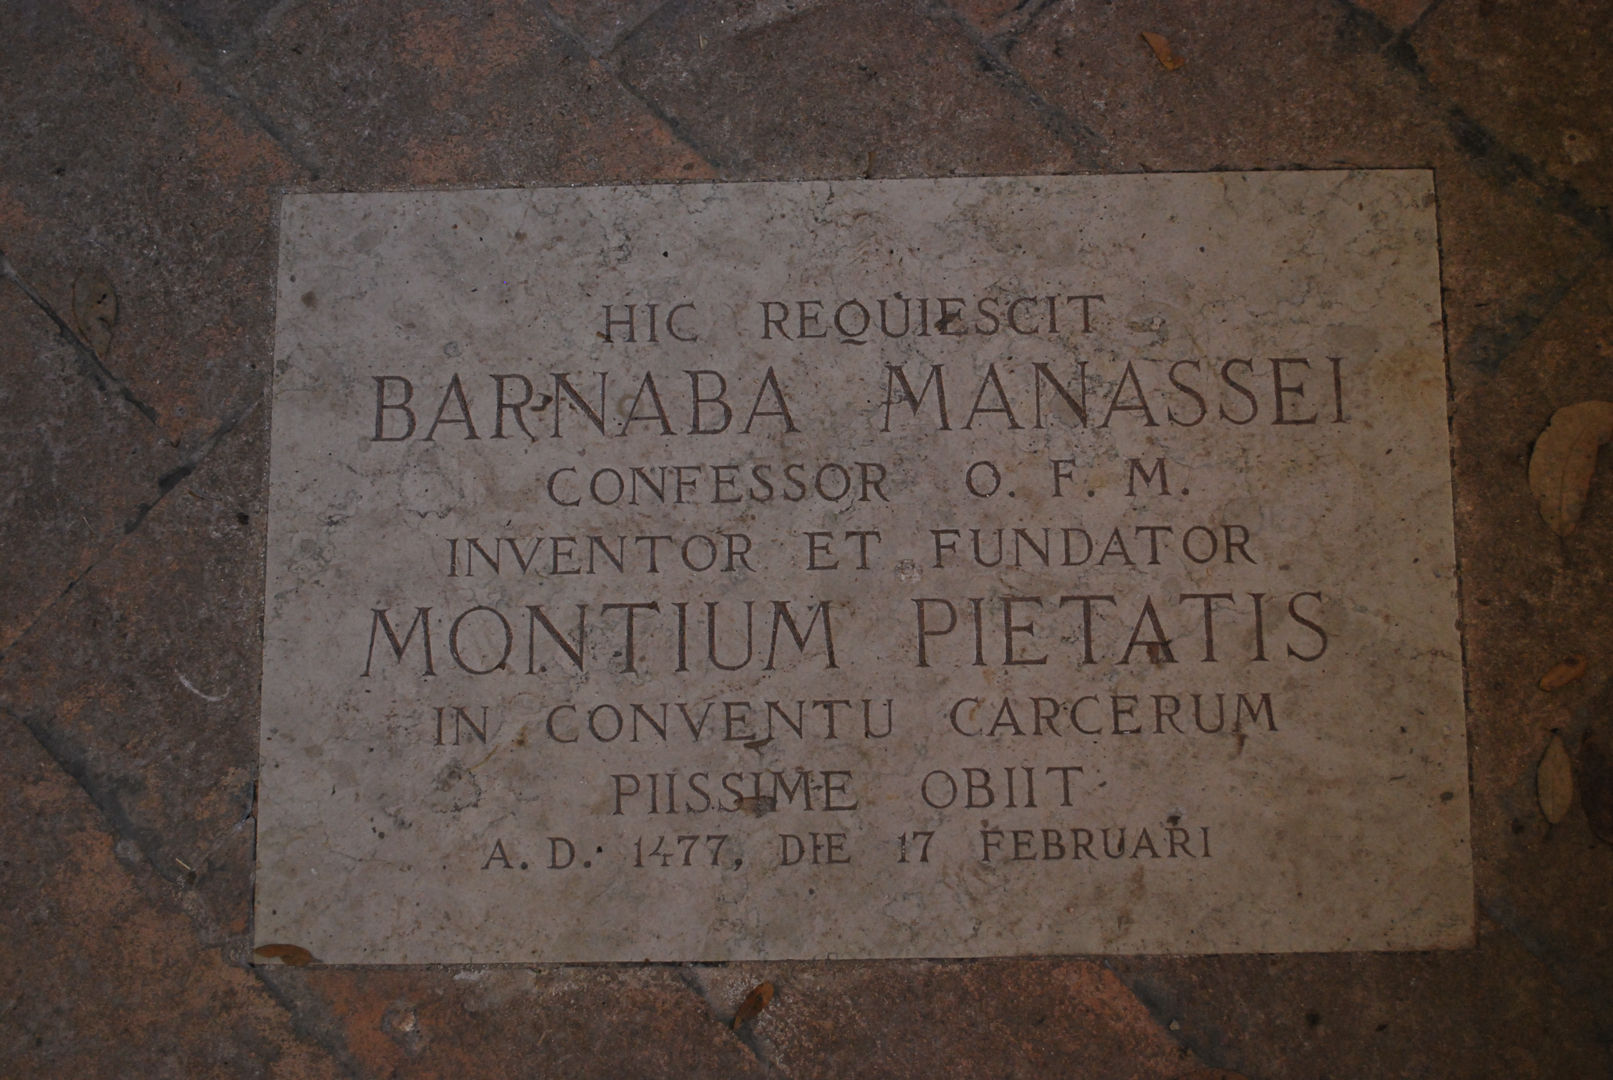 HIC REQUIESCIT
BARNABA MANASSEI
CONFESSOR O. F. M.
INVENTOR ET FUNDATOR
MONTIUM PIETATIS
IN CONVENTU CARCERUM
PIISSIME OBIIT
A. D. 1477, DIE 17 FEBRUARI